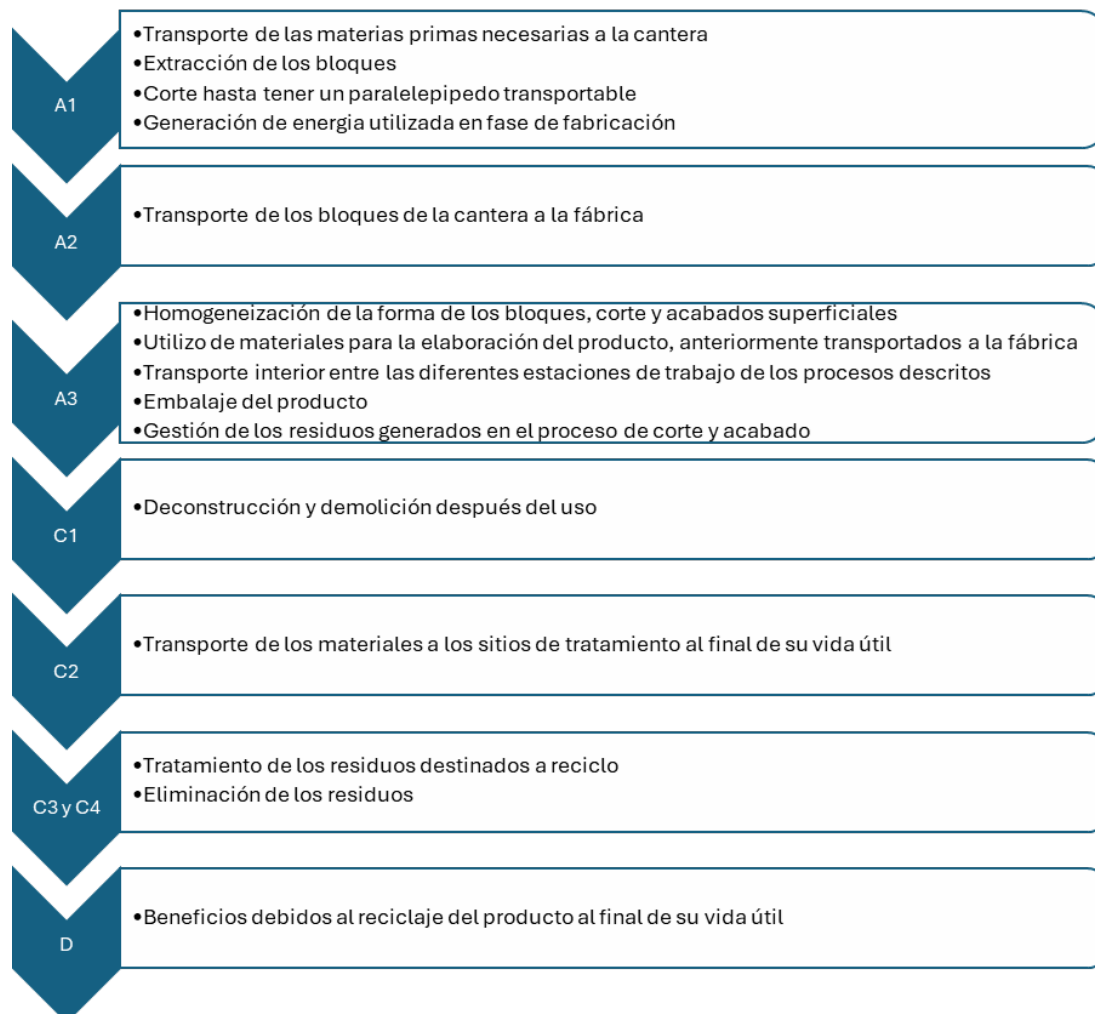 A1
•Transporte de las materias primas necesarias a la cantera
•Extracción de los bloques
•Corte hasta tener un paralelepipedo transportable
•Generación de energia utilizada en fase de fabricación
A2
•Transporte de los bloques de la cantera a la fábrica
A3
•Homogeneización de la forma de los bloques, corte y acabados superficiales
•Utilizo de materiales para la elaboración del producto, anteriormente transportados a la fábrica
•Transporte interior entre las diferentes estaciones de trabajo de los procesos descritos
•Embalaje del producto
•Gestión de los residuos generados en el proceso de corte y acabado
C1
•Deconstrucción y demolición después del uso
C2
•Transporte de los materiales a los sitios de tratamiento al final de su vida útil
C3 y C4
•Tratamiento de los residuos destinados a reciclo
•Eliminación de los residuos
D
•Beneficios debidos al reciclaje del producto al final de su vida útil